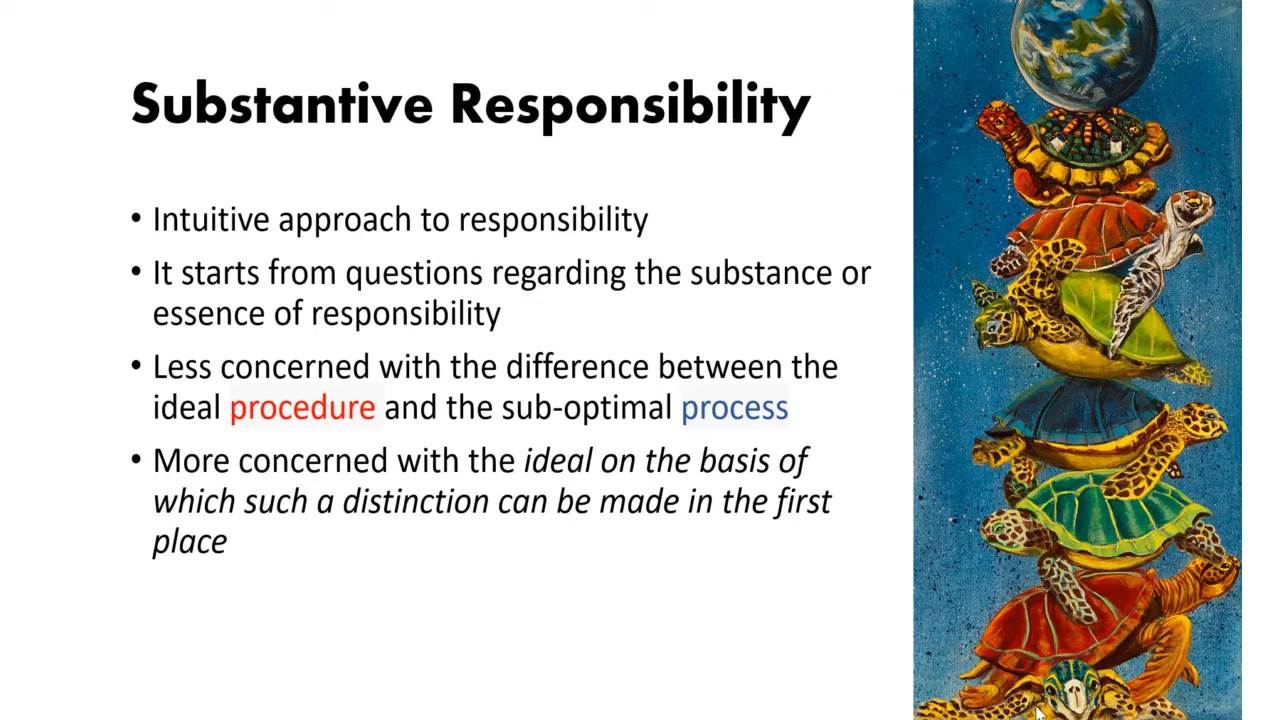 Substantive Responsibility
• Intuitive approach to responsibility
• It starts from questions regarding the substance or
essence of responsibility
• Less concerned with the difference between the
ideal procedure and the sub-optimal process
• More concerned with the ideal on the basis of
which such a distinction can be made in the first
place